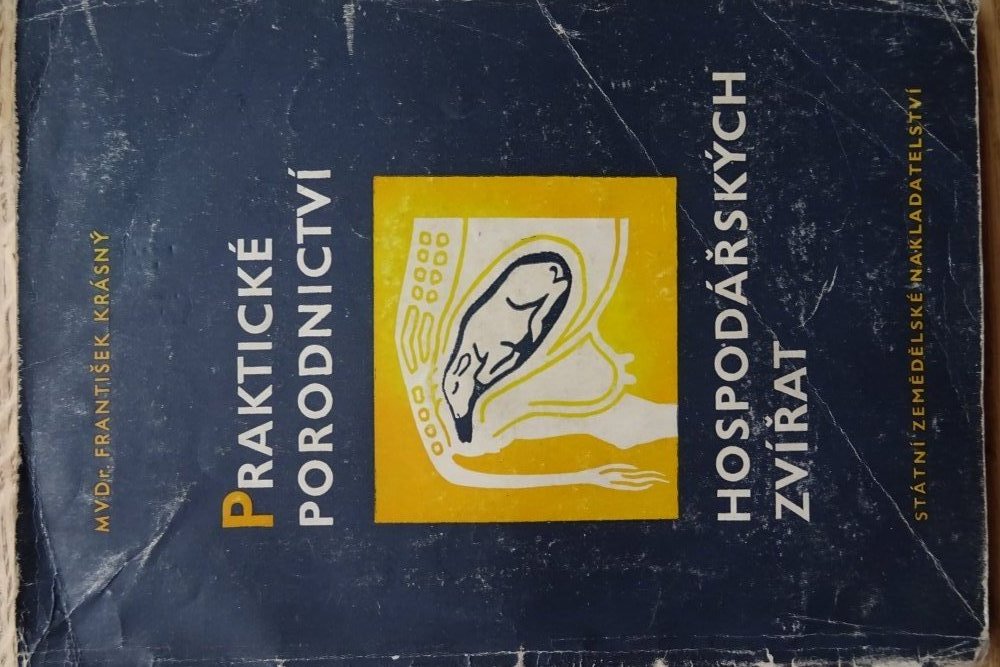 MVDr. FRANTIŠEK KRÁSNÝ
PRAKTICKÉ
PORODNICTVÍ
HOSPODÁŘSKÝCH
ZVÍŘAT
STÁTNÍ ZEMĚDĚLSKÉ NAKLADATELSTVÍ